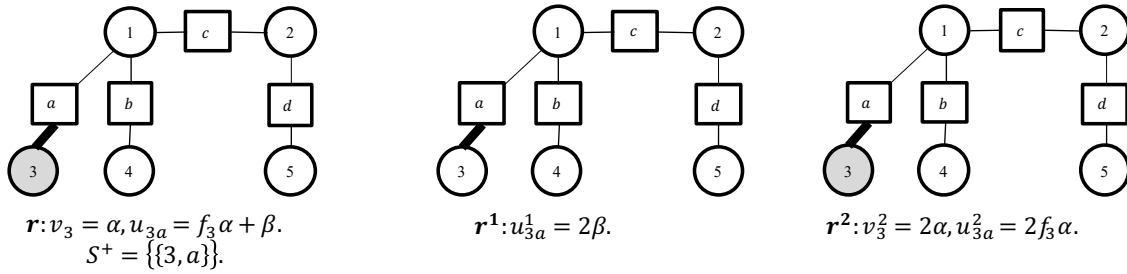 1 c 2
a b d
3 4 5
1 c 2
a b d
3 4 5
1 c 2
a b d
3 4 5
r: v₃ = α, u₃ₐ = f₃α + β.
S⁺ = {{3, a}}.
r¹: u¹₃ₐ = 2β.
r²: v²₃ = 2α, u²₃ₐ = 2f₃α.